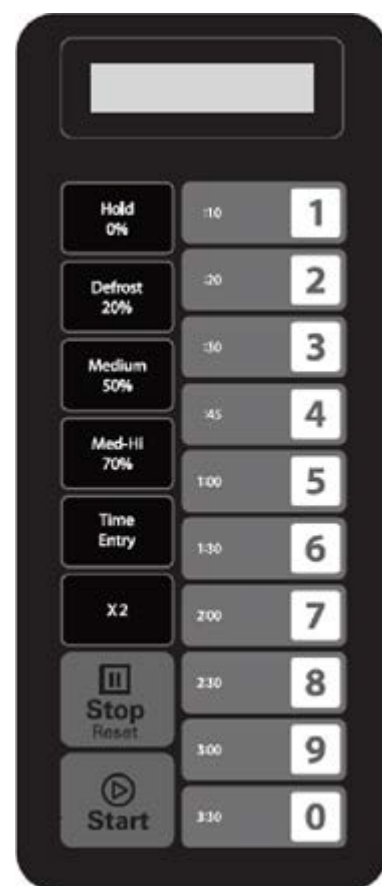 Hold
0%
Defrost
20%
Medium
50%
Med-Hi
70%
Time
Entry
X2
Stop
Reset
Start
:10 1
:20 2
:30 3
:45 4
1:00 5
1:30 6
2:00 7
2:30 8
3:00 9
3:30 0